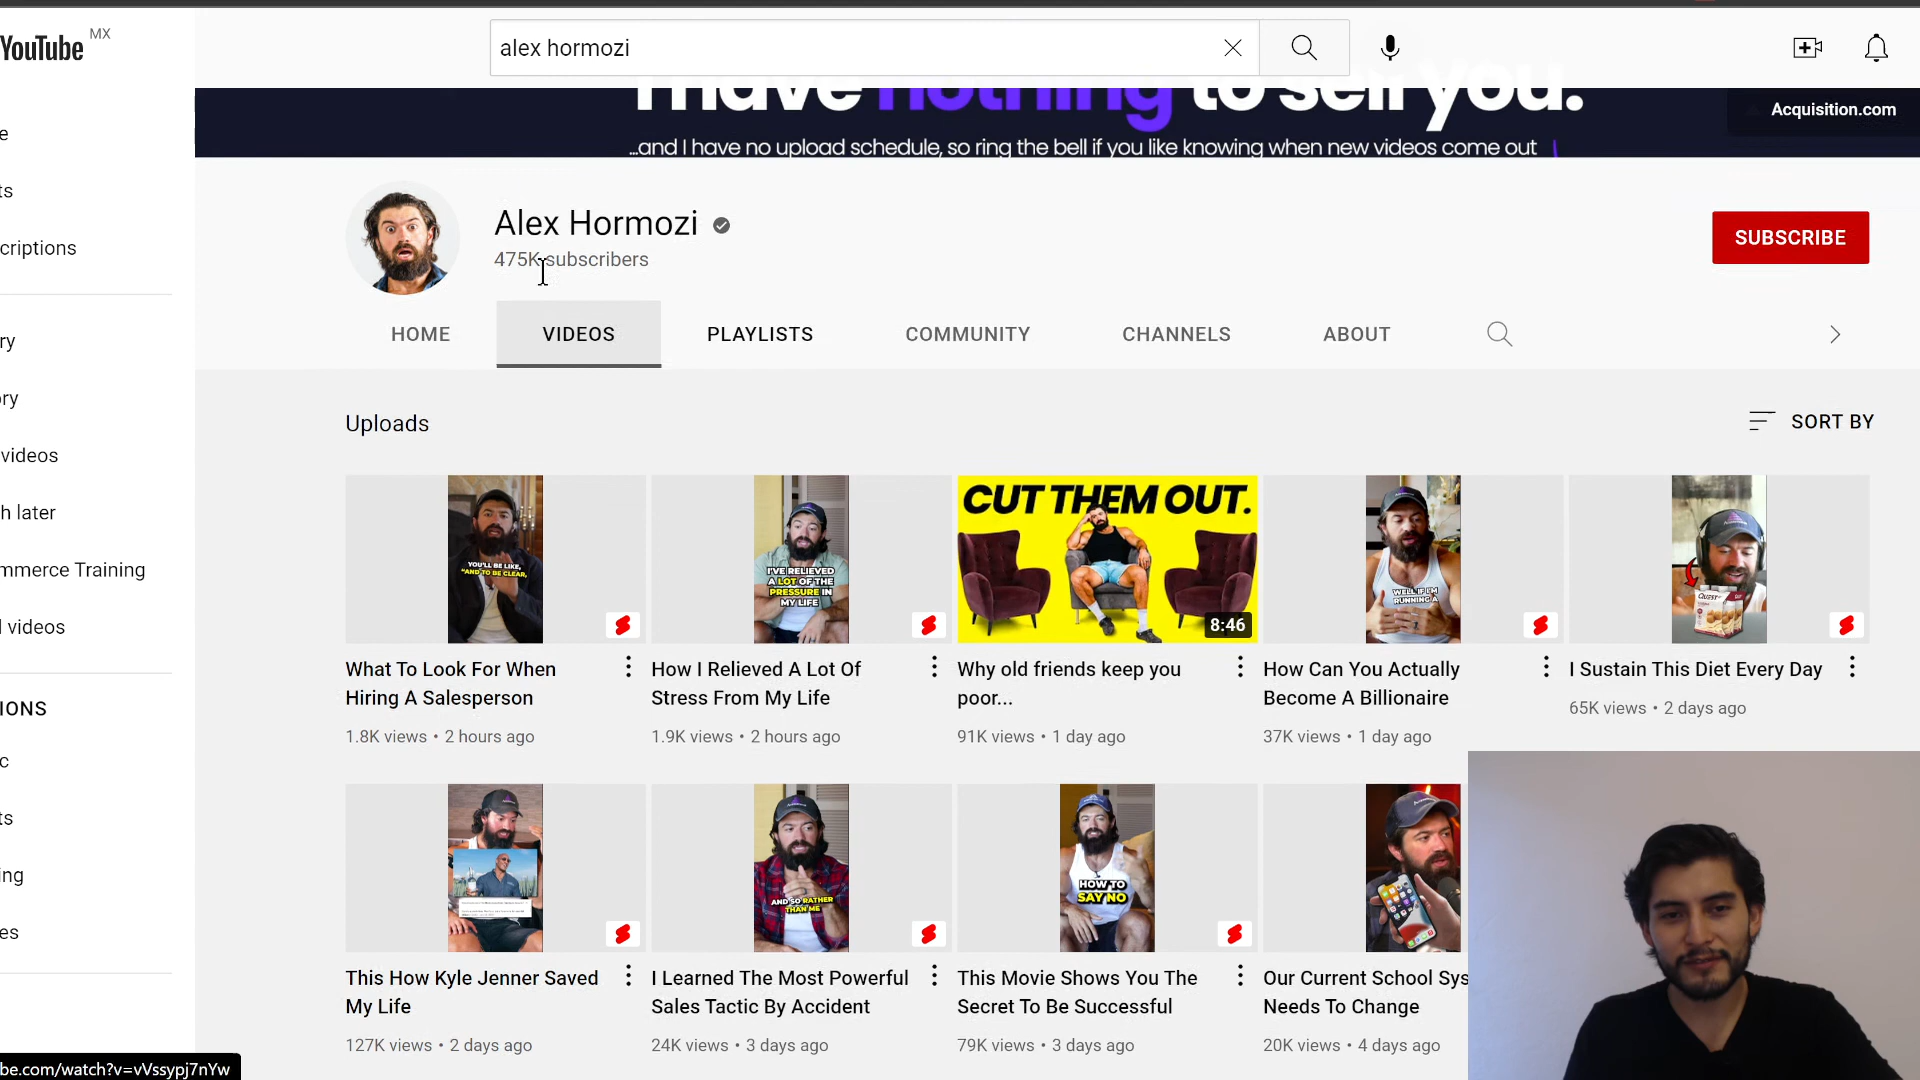 YouTube MX
alex hormozi
I have nothing to sell you.
...and I have no upload schedule, so ring the bell if you like knowing when new videos come out
Acquisition.com
e
ts
criptions
ry
ory
videos
h later
mmerce Training
l videos
IONS
c
ts
ing
es
Alex Hormozi
475K subscribers
SUBSCRIBE
HOME
VIDEOS
PLAYLISTS
COMMUNITY
CHANNELS
ABOUT
Uploads
SORT BY
YOU'LL BE LIKE,
"AND TO BE CLEAR,
What To Look For When
Hiring A Salesperson
1.8K views • 2 hours ago
I'VE RELIEVED
A LOT OF THE
PRESSURE IN
MY LIFE
How I Relieved A Lot Of
Stress From My Life
1.9K views • 2 hours ago
CUT THEM OUT.
8:46
Why old friends keep you
poor...
91K views • 1 day ago
WELL IF I'M
RUNNING A
How Can You Actually
Become A Billionaire
37K views • 1 day ago
QUEST
I Sustain This Diet Every Day
65K views • 2 days ago
This How Kyle Jenner Saved
My Life
127K views • 2 days ago
AND SO RATHER
THAN ME
I Learned The Most Powerful
Sales Tactic By Accident
24K views • 3 days ago
HOW TO
SAY NO
This Movie Shows You The
Secret To Be Successful
79K views • 3 days ago
Our Current School Sys
Needs To Change
20K views • 4 days ago
be.com/watch?v=vVssypj7nYw